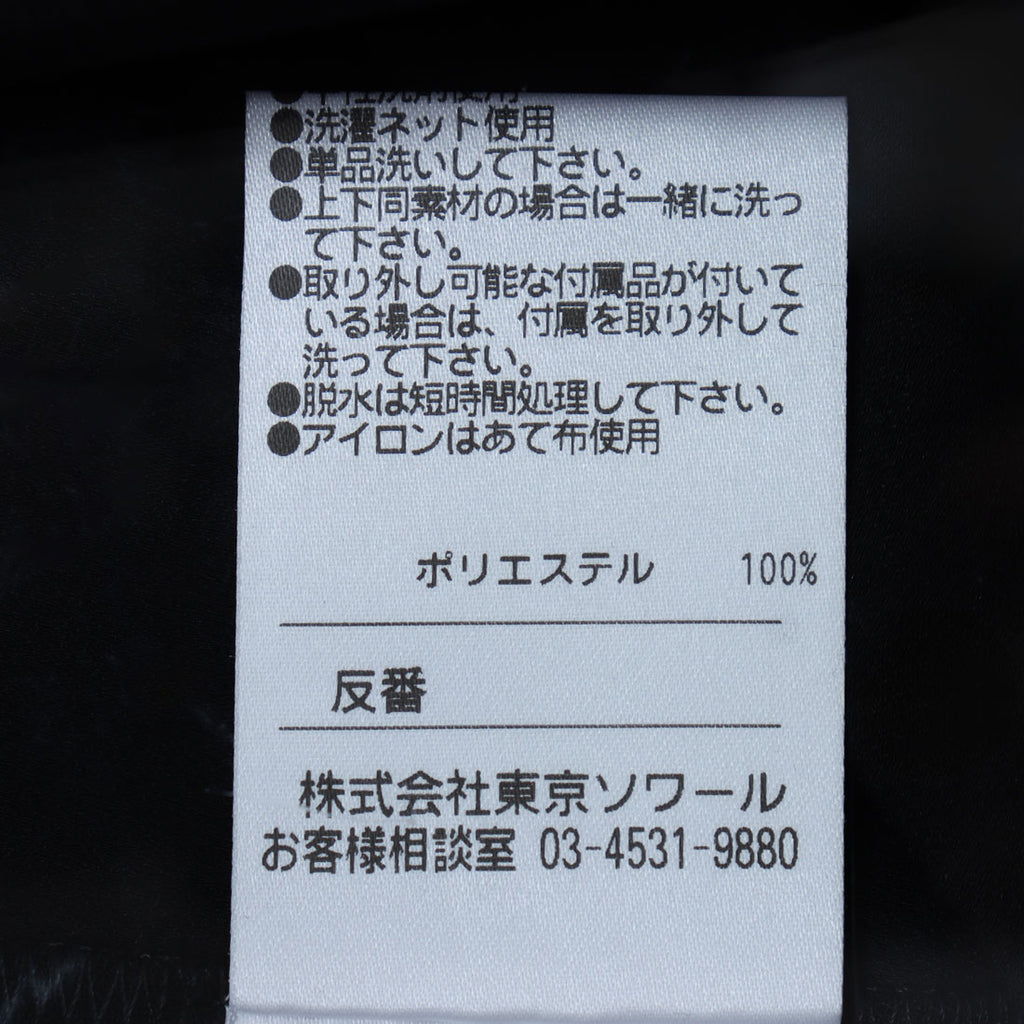 ●中性洗剤使用
●洗濯ネット使用
●単品洗いして下さい。
●上下同素材の場合は一緒に洗っ
て下さい。
●取り外し可能な付属品が付いて
いる場合は、付属を取り外して
洗って下さい。
●脱水は短時間処理して下さい。
●アイロンはあて布使用
ポリエステル 100%
反番
株式会社東京ソワール
お客様相談室 03-4531-9880